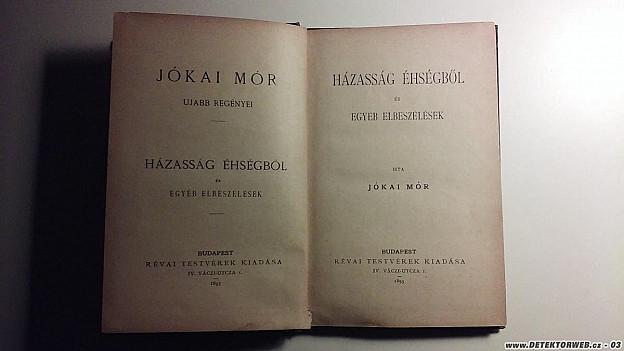 JÓKAI MÓR
UJABB REGÉNYEI
HÁZASSÁG ÉHSÉGBŐL
ÉS
EGYÉB ELBESZÉLÉSEK
BUDAPEST
RÉVAI TESTVÉREK KIADÁSA
IV. VÁCZI-UTCZA 1.
HÁZASSÁG ÉHSÉGBŐL
ÉS
EGYÉB ELBESZÉLÉSEK
IRTA
JÓKAI MÓR
BUDAPEST
RÉVAI TESTVÉREK KIADÁSA
IV. VÁCZI-UTCZA 1.
www.DETEKTORWEB.cz - 03